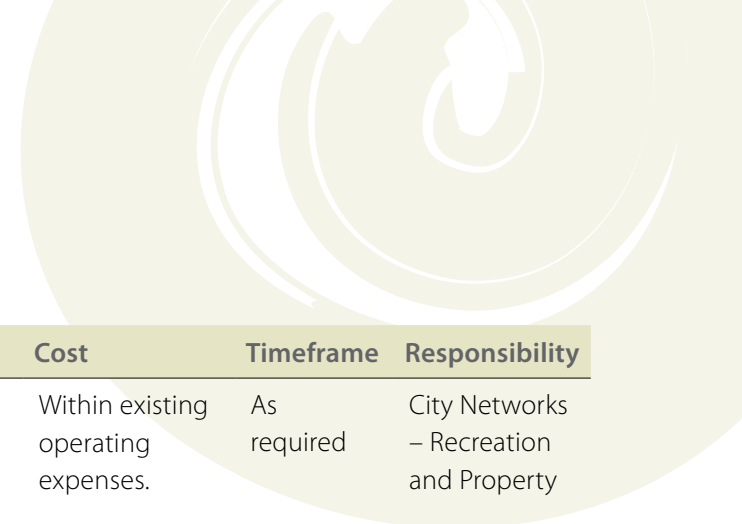 Cost Timeframe Responsibility
Within existing As City Networks
operating required – Recreation
expenses. and Property